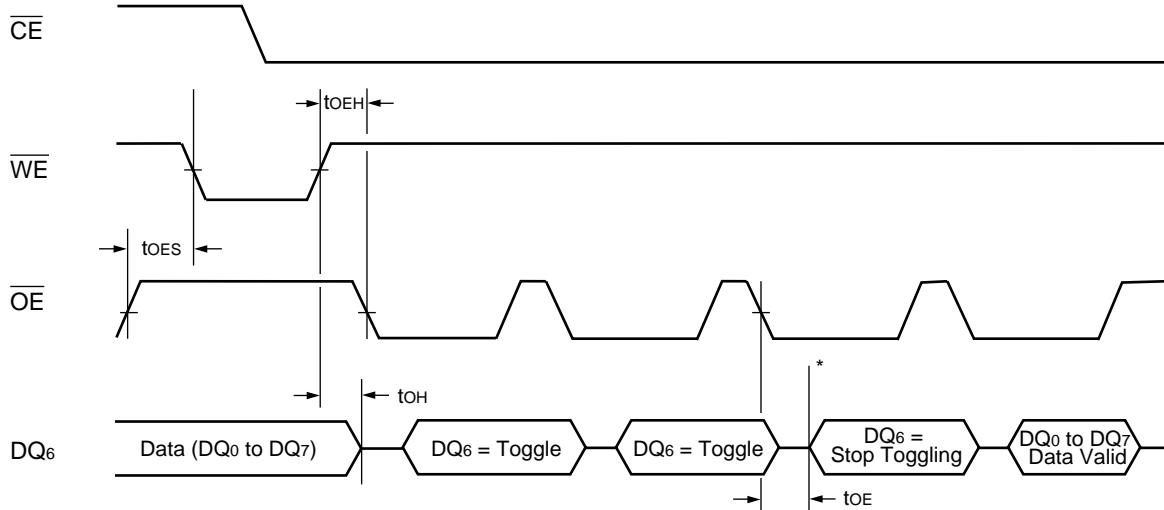 CE
tOEH
WE
tOES
OE
*
tOH
DQ6
Data (DQ0 to DQ7)
DQ6 = Toggle
DQ6 = Toggle
DQ6 =
Stop Toggling
DQ0 to DQ7
Data Valid
tOE